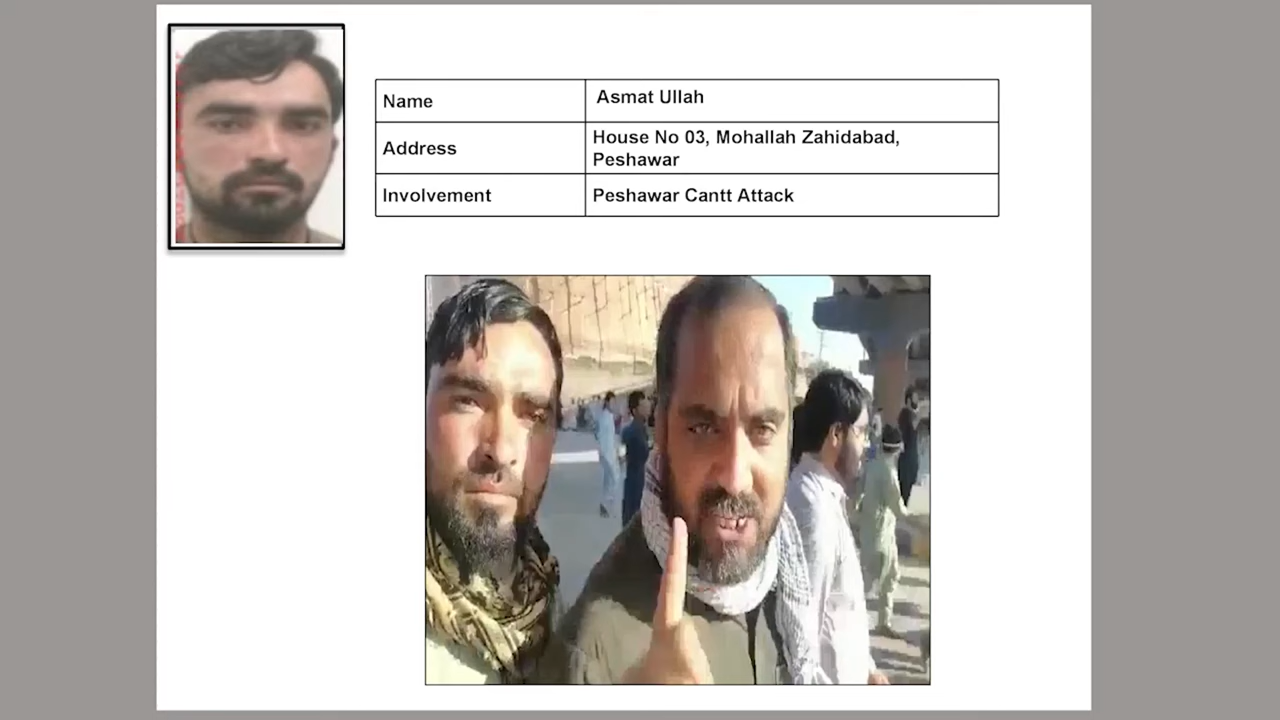 Name
Asmat Ullah
Address
House No 03, Mohallah Zahidabad,
Peshawar
Involvement
Peshawar Cantt Attack